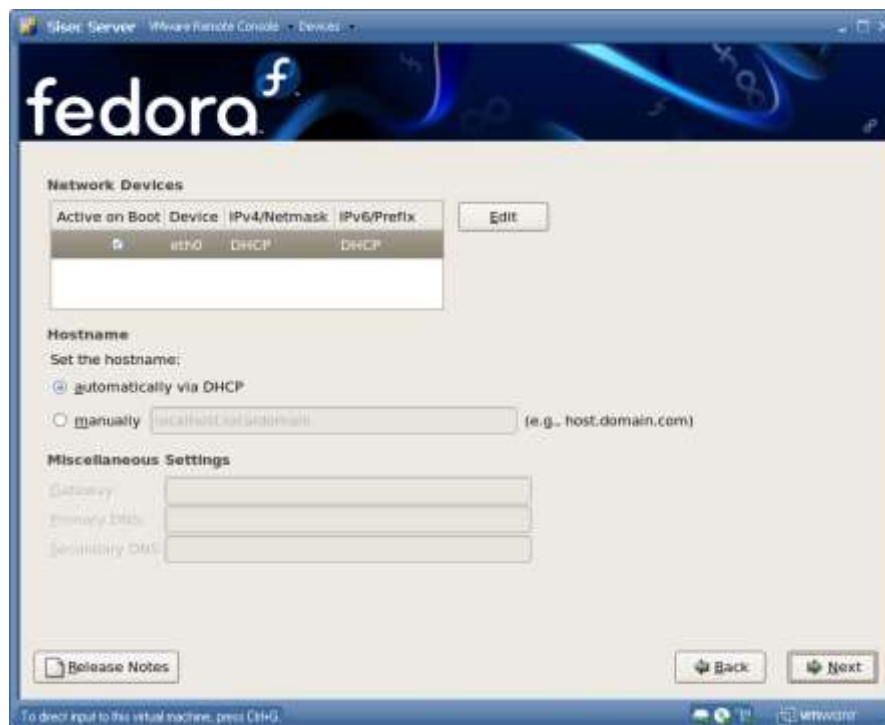 Sisec Server VMware Remote Console Devices
fedora
Network Devices
Active on Boot Device IPv4/Netmask IPv6/Prefix
eth0 DHCP DHCP
Edit
Hostname
Set the hostname:
automatically via DHCP
manually localhost.localdomain (e.g., host.domain.com)
Miscellaneous Settings
Gateway:
Primary DNS:
Secondary DNS:
Release Notes
Back
Next
To direct input to this virtual machine, press Ctrl+G.
vmware